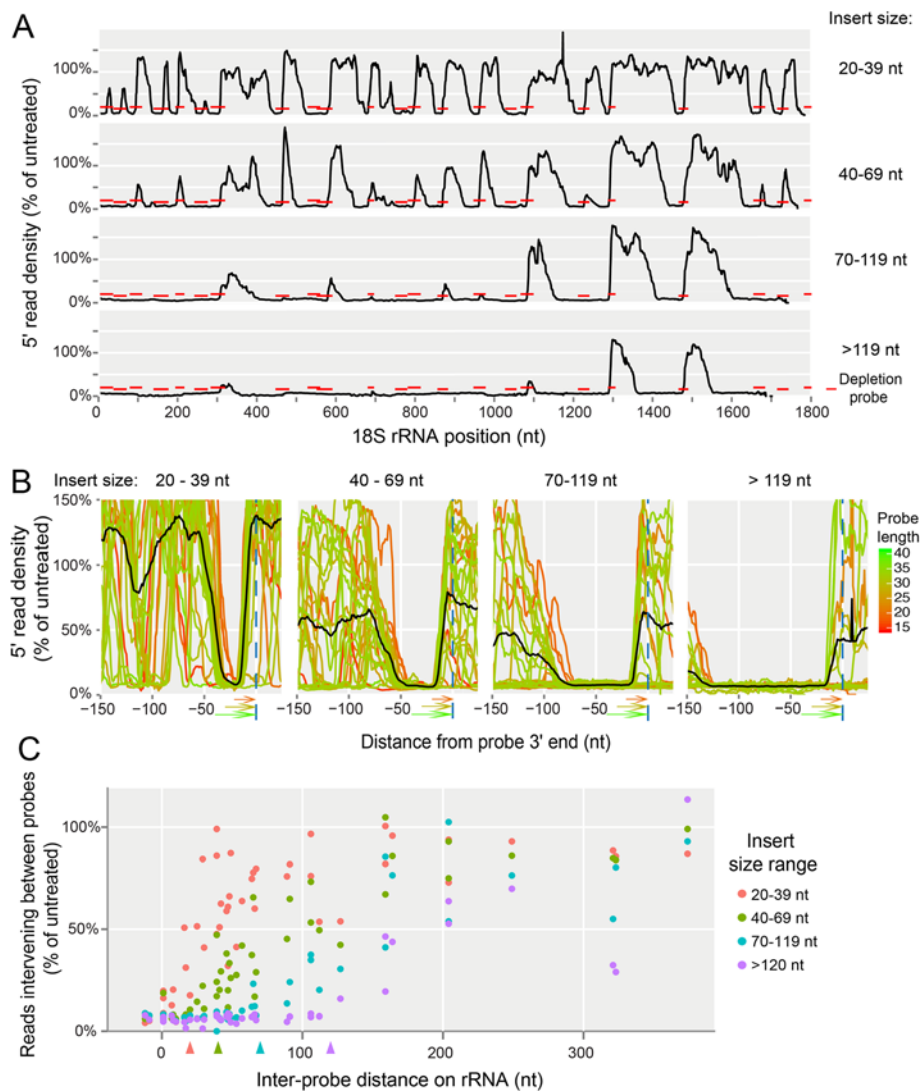 A
Insert size:
5' read density (% of untreated)
100%
0%
20-39 nt
100%
0%
40-69 nt
100%
0%
70-119 nt
100%
0%
>119 nt
Depletion
probe
0 200 400 600 800 1000 1200 1400 1600 1800
18S rRNA position (nt)
B
Insert size: 20 - 39 nt 40 - 69 nt 70-119 nt > 119 nt
5' read density
(% of untreated)
150%
100%
50%
0%
Probe
length
40
35
30
25
20
15
−150 −100 −50 −150 −100 −50 −150 −100 −50 −150 −100 −50
Distance from probe 3' end (nt)
C
Reads intervening between probes
(% of untreated)
100%
50%
0%
0 100 200 300
Inter-probe distance on rRNA (nt)
Insert
size range
20-39 nt
40-69 nt
70-119 nt
>120 nt